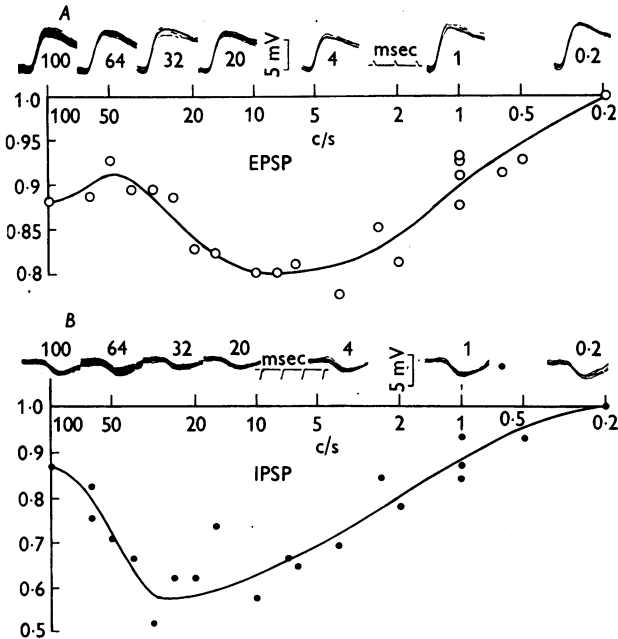 A
100 64 32 20 5 mV 4 msec 1 0·2
1·0
100 50 20 10 5 2 1 0·5 0·2
c/s
0·95
EPSP
0·9
0·85
0·8
B
100 64 32 20 msec 4 5 mV 1 0·2
1·0
100 50 20 10 5 2 1 0·5 0·2
c/s
0·9
IPSP
0·8
0·7
0·6
0·5